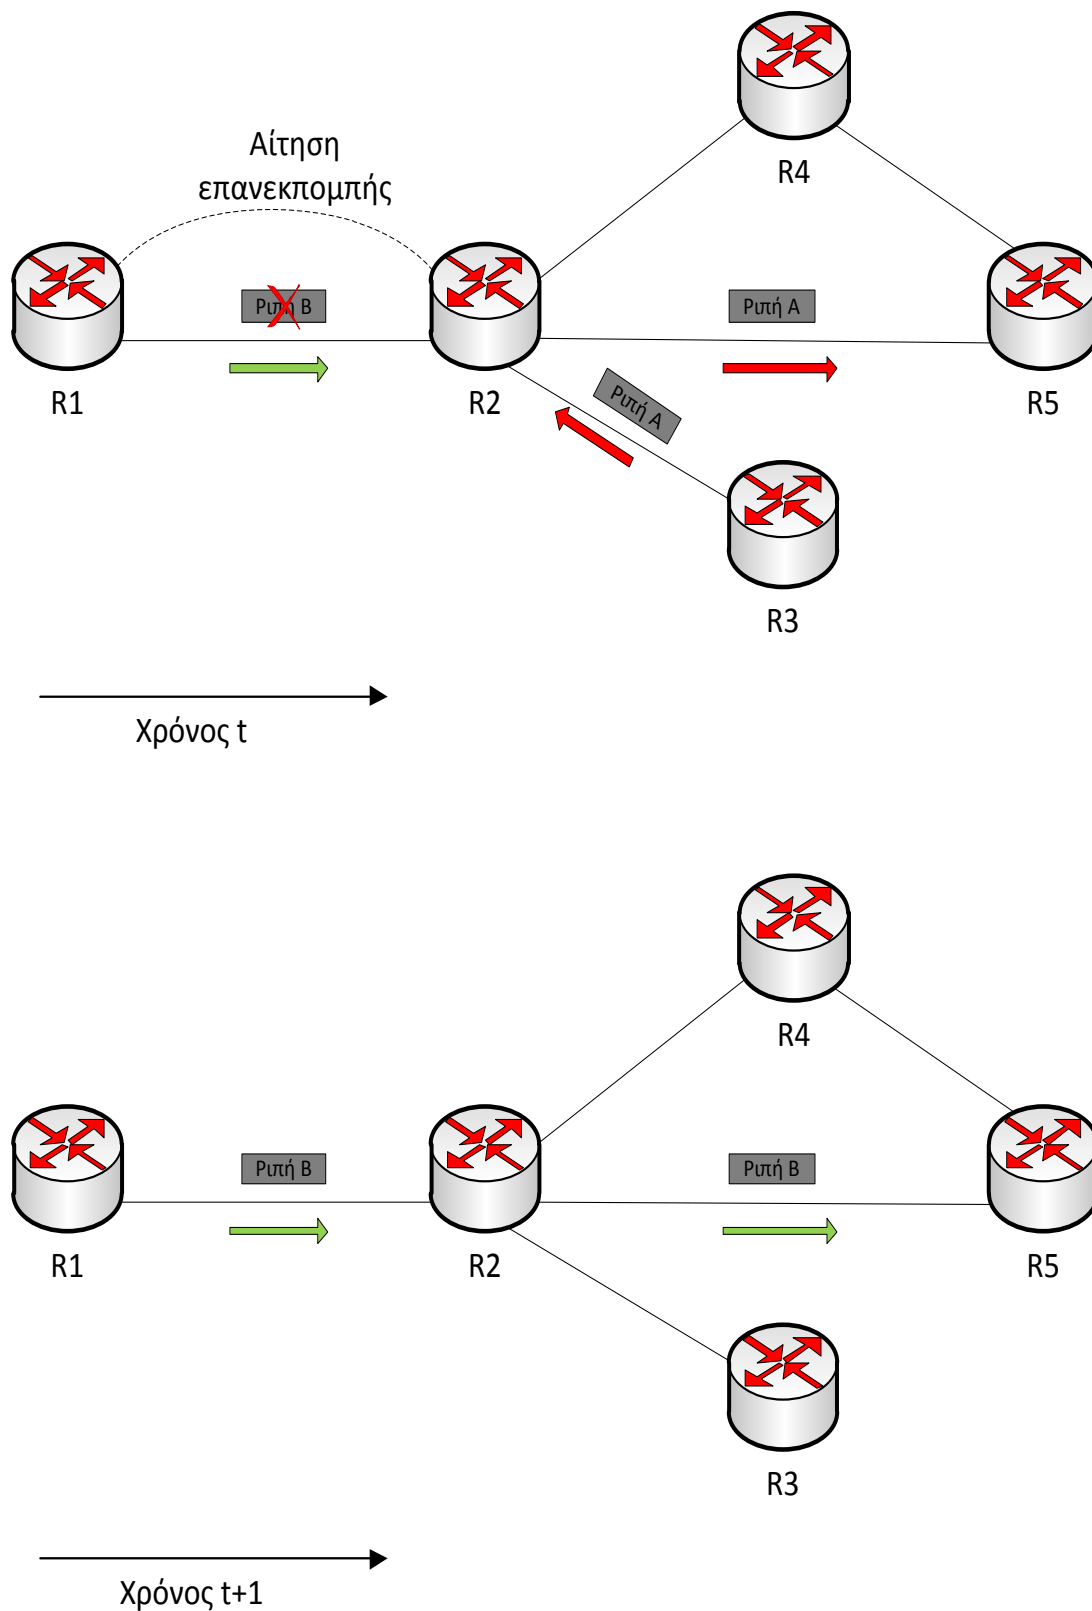 R4
Αίτηση
επανεκπομπής
Ριπή Β
Ριπή Α
R1
R2
Ριπή Α
R5
R3
Χρόνος t
R4
Ριπή Β
Ριπή Β
R1
R2
R5
R3
Χρόνος t+1